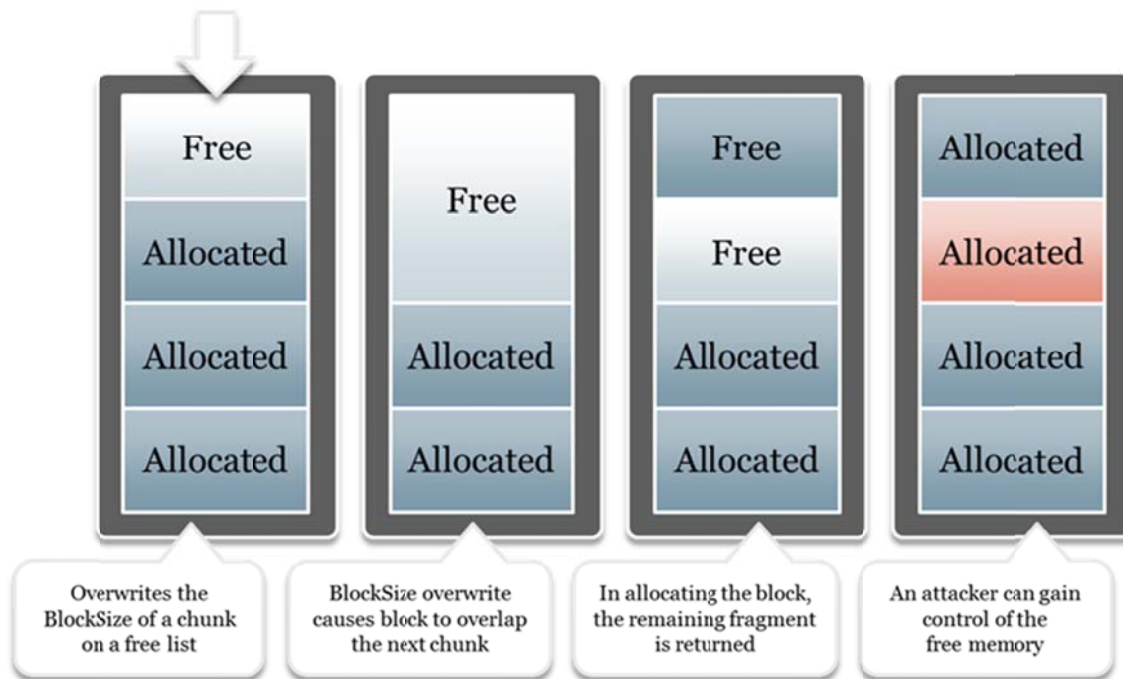 Free
Allocated
Allocated
Allocated
Overwrites the
BlockSize of a chunk
on a free list
Free
Allocated
Allocated
BlockSize overwrite
causes block to overlap
the next chunk
Free
Free
Allocated
Allocated
In allocating the block,
the remaining fragment
is returned
Allocated
Allocated
Allocated
Allocated
An attacker can gain
control of the
free memory